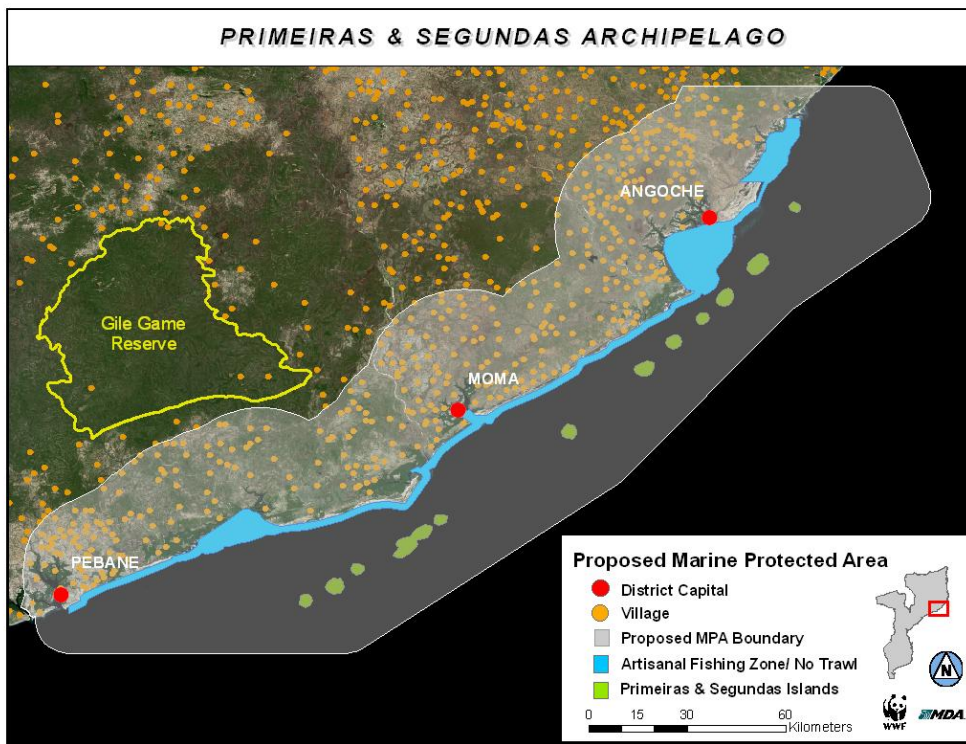 PRIMEIRAS & SEGUNDAS ARCHIPELAGO
ANGOCHE
Gile Game
Reserve
MOMA
PEBANE
Proposed Marine Protected Area
District Capital
Village
Proposed MPA Boundary
Artisanal Fishing Zone/ No Trawl
Primeiras & Segundas Islands
0 15 30 60
Kilometers
N
WWF
MDA